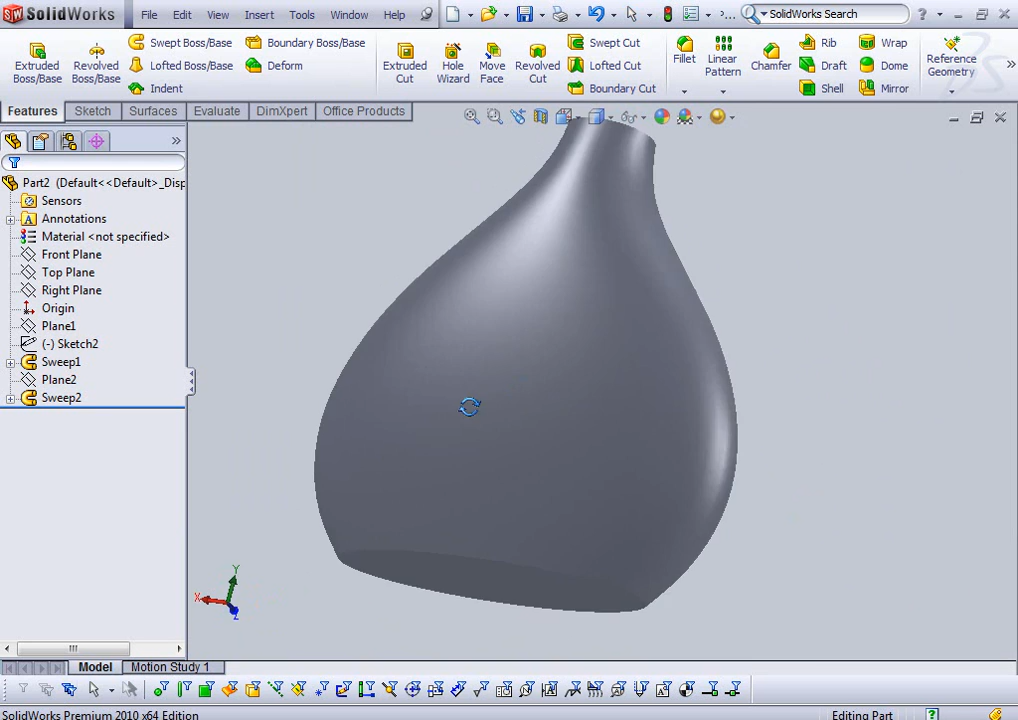 SolidWorks File Edit View Insert Tools Window Help ... SolidWorks Search ?
Extruded Boss/Base
Revolved Boss/Base
Swept Boss/Base
Lofted Boss/Base
Indent
Boundary Boss/Base
Deform
Extruded Cut
Hole Wizard
Move Face
Revolved Cut
Swept Cut
Lofted Cut
Boundary Cut
Fillet
Linear Pattern
Chamfer
Rib
Draft
Shell
Wrap
Dome
Mirror
Reference Geometry
Features Sketch Surfaces Evaluate DimXpert Office Products
Part2 (Default<<Default>_Disp
Sensors
Annotations
Material <not specified>
Front Plane
Top Plane
Right Plane
Origin
Plane1
(-) Sketch2
Sweep1
Plane2
Sweep2
Y
X
Z
Model Motion Study 1
SolidWorks Premium 2010 x64 Edition Editing Part ?